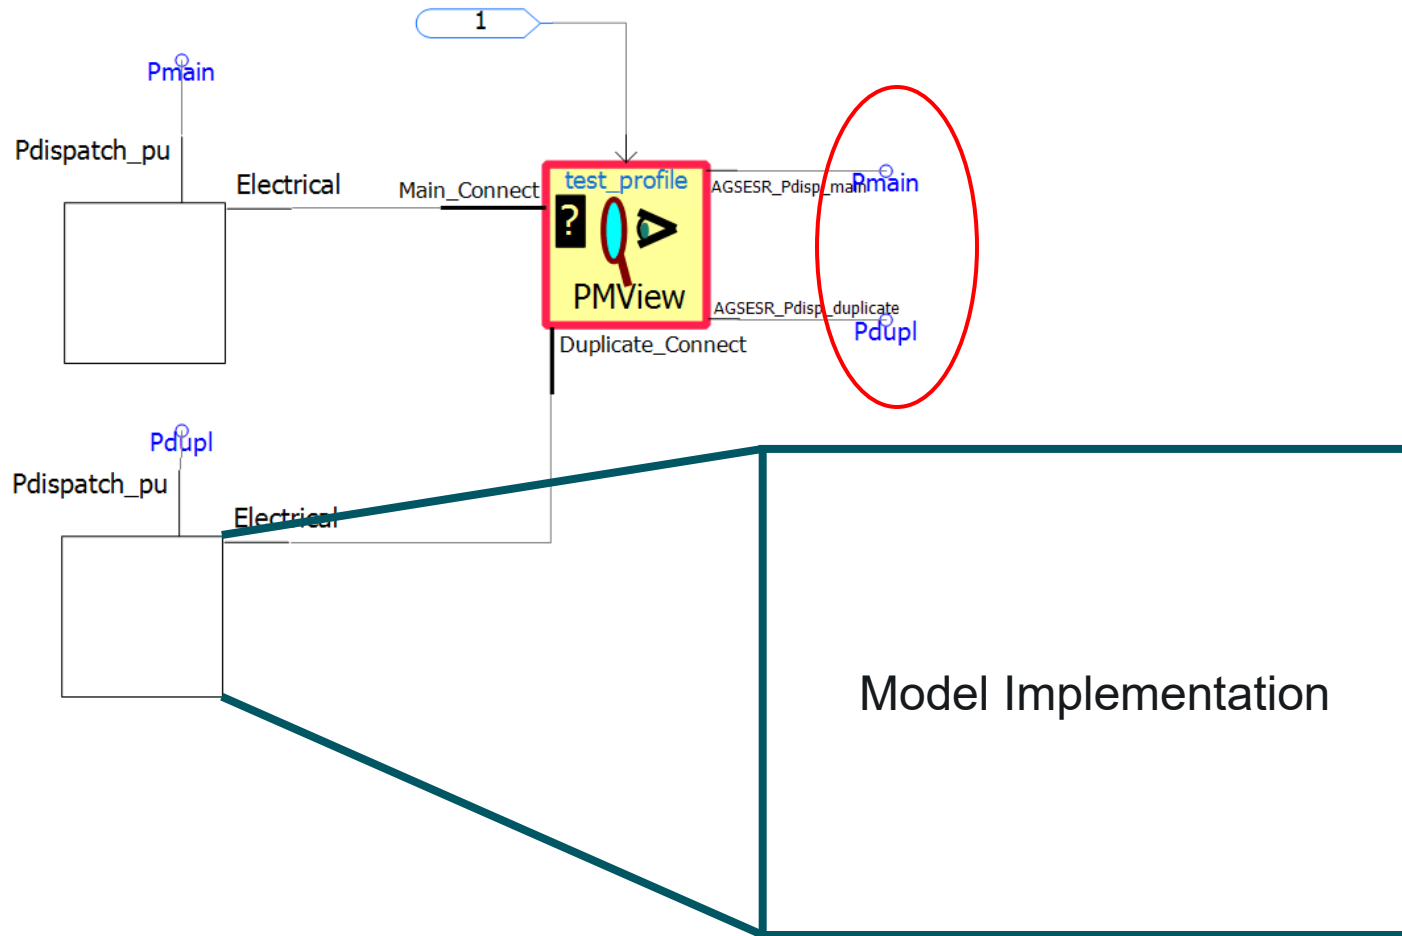 1
Pmain
Pdispatch_pu
Electrical
Main_Connect
test_profile
?
PMView
AGSESR_Pdisp_main
Pmain
AGSESR_Pdisp_duplicate
Pdupl
Duplicate_Connect
Pdupl
Pdispatch_pu
Electrical
Model Implementation